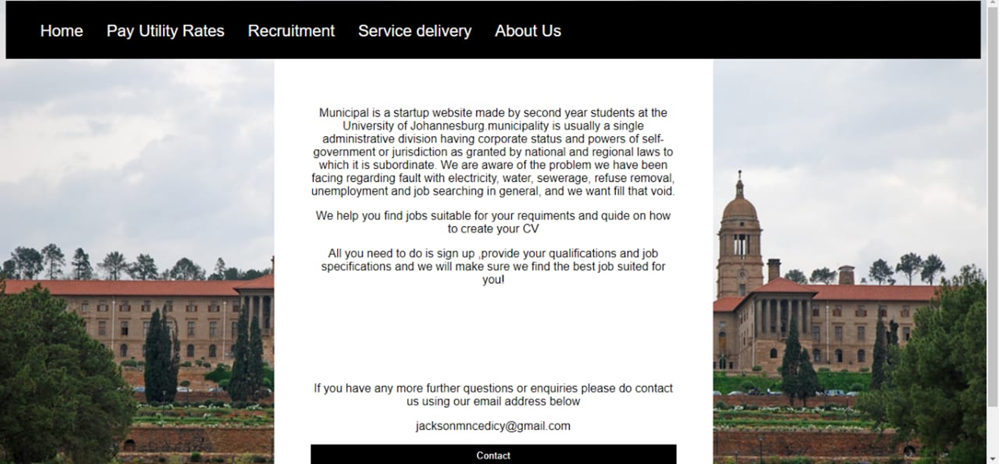 Home Pay Utility Rates Recruitment Service delivery About Us
Municipal is a startup website made by second year students at the
University of Johannesburg.municipality is usually a single
administrative division having corporate status and powers of self-
government or jurisdiction as granted by national and regional laws to
which it is subordinate. We are aware of the problem we have been
facing regarding fault with electricity, water, sewerage, refuse removal,
unemployment and job searching in general, and we want fill that void.
We help you find jobs suitable for your requiments and quide on how
to create your CV
All you need to do is sign up ,provide your qualifications and job
specifications and we will make sure we find the best job suited for
you!
If you have any more further questions or enquiries please do contact
us using our email address below
jacksonmncedicy@gmail.com
Contact